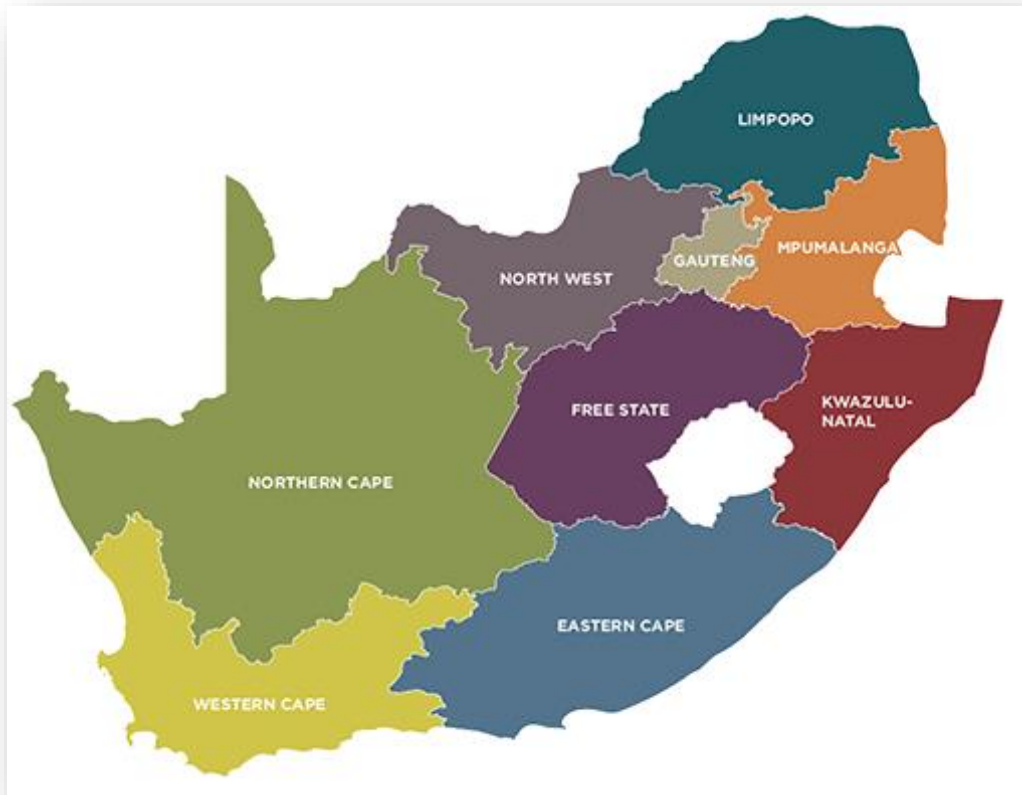 LIMPOPO
MPUMALANGA
GAUTENG
NORTH WEST
FREE STATE
KWAZULU-
NATAL
NORTHERN CAPE
EASTERN CAPE
WESTERN CAPE